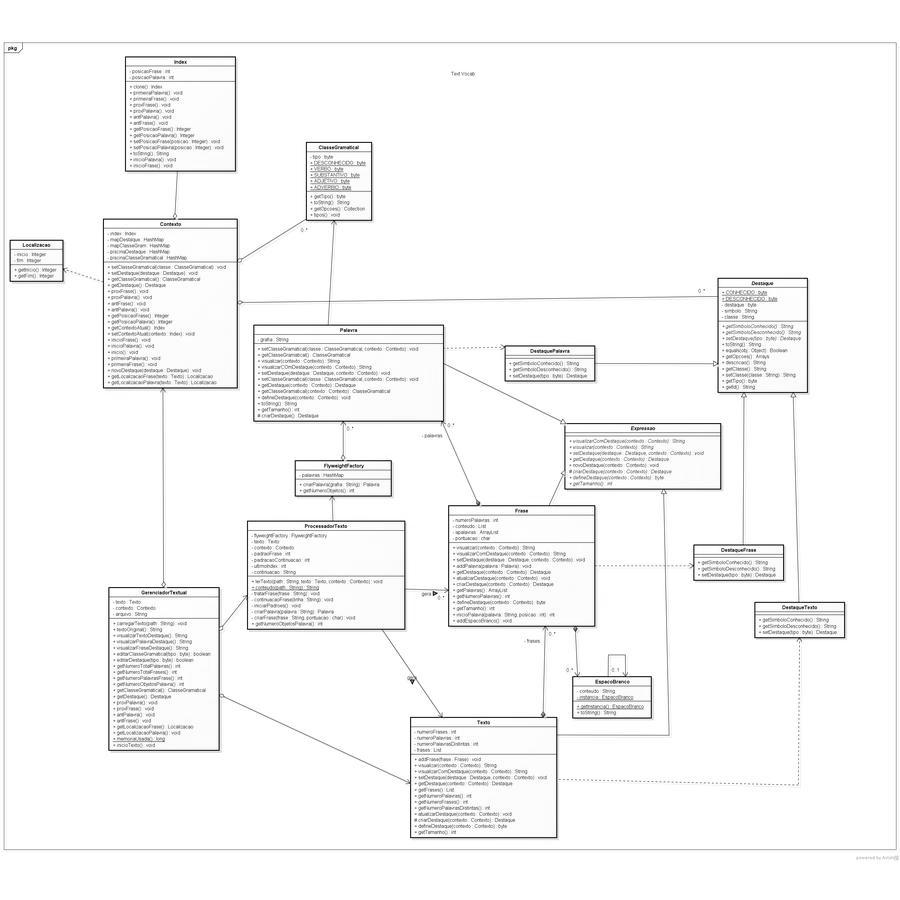 pkg
Text Vocab
Index
- posicaoFrase : int
- posicaoPalavra : int
+ clone() : Index
+ primeiraPalavra() : void
+ primeiraFrase() : void
+ proxFrase() : void
+ proxPalavra() : void
+ antPalavra() : void
+ antFrase() : void
+ getPosicaoFrase() : Integer
+ getPosicaoPalavra() : Integer
+ setPosicaoFrase(posicao : Integer) : void
+ setPosicaoPalavra(posicao : Integer) : void
+ toString() : String
+ inicioPalavra() : void
+ inicioFrase() : void
ClasseGramatical
- tipo : byte
+ DESCONHECIDO : byte
+ VERBO : byte
+ SUBSTANTIVO : byte
+ ADJETIVO : byte
+ ADVERBIO : byte
+ getTipo() : byte
+ toString() : String
+ getOpcoes() : Collection
+ tipos() : void
0..*
Contexto
- index : Index
- mapDestaque : HashMap
- mapClasseGram : HashMap
- piscinaDestaque : HashMap
- piscinaClasseGramatical : HashMap
+ setClasseGramatical(classe : ClasseGramatical) : void
+ setDestaque(destaque : Destaque) : void
+ getClasseGramatical() : ClasseGramatical
+ getDestaque() : Destaque
+ proxFrase() : void
+ proxPalavra() : void
+ antFrase() : void
+ antPalavra() : void
+ getPosicaoFrase() : Integer
+ getPosicaoPalavra() : Integer
+ getContextoAtual() : Index
+ setContextoAtual(contexto : Index) : void
+ inicioFrase() : void
+ inicioPalavra() : void
+ inicio() : void
+ primeiraPalavra() : void
+ primeiraFrase() : void
+ novoDestaque(destaque : Destaque) : void
+ getLocalizacaoFrase(texto : Texto) : Localizacao
+ getLocalizacaoPalavra(texto : Texto) : Localizacao
Localizacao
- inicio : Integer
- fim : Integer
+ getInicio() : Integer
+ getFim() : Integer
0..*
Destaque
+ CONHECIDO : byte
+ DESCONHECIDO : byte
- destaque : byte
- simbolo : String
- classe : String
+ getSimboloConhecido() : String
+ getSimboloDesconhecido() : String
+ setDestaque(tipo : byte) : Destaque
+ toString() : String
+ equals(obj : Object) : Boolean
+ getOpcoes() : Arrays
+ descricao() : String
+ getClasse() : String
+ setClasse(classe : String) : String
+ getTipo() : byte
+ getId() : String
Palavra
- grafia : String
+ setClasseGramatical(classe : ClasseGramatical, contexto : Contexto) : void
+ getClasseGramatical() : ClasseGramatical
+ visualizar(contexto : Contexto) : String
+ visualizarCOmDestaque(contexto : Contexto) : String
+ setDestaque(destaque : Destaque, contexto : Contexto) : void
+ setClasseGramatical(classe : ClasseGramatical, contexto : Contexto) : void
+ getDestaque(contexto : Contexto) : Destaque
+ getClasseGramatical(contexto : Contexto) : ClasseGramatical
+ defineDestaque(contexto : Contexto) : void
+ toString() : String
+ getTamanho() : int
# criarDestaque() : Destaque
DestaquePalavra
+ getSimboloConhecido() : String
+ getSimboloDesconhecido() : String
+ setDestaque(tipo : byte) : Destaque
0..*
0..*
- palavras
Expressao
+ visualizarComDestaque(contexto : Contexto) : String
+ visualizar(contexto : Contexto) : String
+ setDestaque(destaque : Destaque, contexto : Contexto) : void
+ getDestaque(contexto : Contexto) : Destaque
+ novoDestaque(contexto : Contexto) : void
# criarDestaque(contexto : Contexto) : Destaque
+ defineDestaque(contexto : Contexto) : byte
+ getTamanho() : int
FlyweightFactory
- palavras : HashMap
+ criarPalavra(grafia : String) : Palavra
+ getNumeroObjetos() : int
Frase
- numeroPalavras : int
- conteudo : List
- apalavras : ArrayList
- pontuacao : char
+ visualizar(contexto : Contexto) : String
+ visualizarComDestaque(contexto : Contexto) : String
+ setDestaque(destaque : Destaque, contexto : Contexto) : void
+ addPalavra(palavra : Palavra) : void
+ getDestaque(contexto : Contexto) : Destaque
+ atualizarDestaque(contexto : Contexto) : void
+ criarDestaque(contexto : Contexto) : Destaque
+ getPalavras() : ArrayList
+ getNumeroPalavras() : int
+ defineDestaque(contexto : Contexto) : byte
+ getTamanho() : int
+ inicioPalavra(palavra : String, posicao : int) : int
+ addEspacoBranco() : void
ProcessadorTexto
- flyweightFactory : FlyweightFactory
- texto : Texto
- contexto : Contexto
- padraoFrase : int
- padracaoContinuacao : int
- ultimoIndex : int
- continuacao : String
+ lerTexto(path : String, texto : Texto, contexto : Contexto) : void
+ conteudo(path : String) : String
- tratarFrase(frase : String) : void
- continuacaoFrase(linha : String) : void
- iniciarPadroes() : void
- criarPalavra(palavra : String) : Palavra
- criarFrase(frase : String, pontuacao : char) : void
+ getNumeroObjetosPalavra() : int
gera
0..*
DestaqueFrase
+ getSimboloConhecido() : String
+ getSimboloDesconhecido() : String
+ setDestaque(tipo : byte) : Destaque
DestaqueTexto
+ getSimboloConhecido() : String
+ getSimboloDesconhecido() : String
+ setDestaque(tipo : byte) : Destaque
GerenciadorTextual
- texto : Texto
- contexto : Contexto
- arquivo : String
+ carregarTexto(path : String) : void
+ textoOriginal() : String
+ visualizarTextoDestaque() : String
+ visualizarPalavraDestaque() : String
+ visualizarFraseDestaque() : String
+ editarClasseGramatical(tipo : byte) : boolean
+ editarDestaque(tipo : byte) : boolean
+ getNumeroTotalPalavras() : int
+ getNumeroTotalFrases() : int
+ getNumeroPalavrasFrase() : int
+ getNumeroObjetosPalavra() : int
+ getClasseGramatical() : ClasseGramatical
+ getDestaque() : Destaque
+ proxPalavra() : void
+ proxFrase() : void
+ antPalavra() : void
+ antFrase() : void
+ getLocalizacaoFrase() : Localizacao
+ getLocalizacaoPalavra() : void
+ memoriaUsada() : long
+ inicioTexto() : void
- frases
0..*
0..*
0..1
EspacoBranco
- conteudo : String
- instancia : EspacoBranco
+ getInstancia() : EspacoBranco
+ toString() : String
Texto
- numeroFrases : int
- numeroPalavras : int
- numeroPalavrasDistintas : int
- frases : List
+ addFrase(frase : Frase) : void
+ visualizar(contexto : Contexto) : String
+ visualizarComDestaque(contexto : Contexto) : String
+ setDestaque(destaque : Destaque, contexto : Contexto) : void
+ getDestaque(contexto : Contexto) : Destaque
+ getFrases() : List
+ getNumeroPalavras() : int
+ getNumeroFrases() : int
+ getNumeroPalavrasDistintas() : int
+ atualizarDestaque(contexto : Contexto) : void
# criarDestaque(contexto : Contexto) : Destaque
+ defineDestaque(contexto : Contexto) : byte
+ getTamanho() : int
powered by Astah